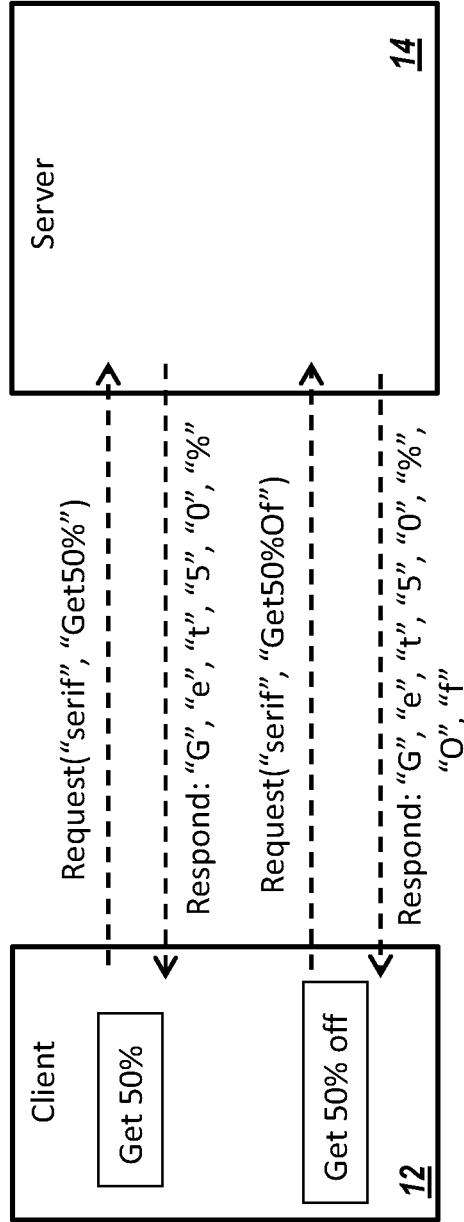 Client
Server
Get 50%
Request(“serif”, “Get50%”)
Respond: “G”, “e”, “t”, “5”, “0”, “%”
Get 50% off
Request(“serif”, “Get50%Of”)
Respond: “G”, “e”, “t”, “5”, “0”, “%”,
“O”, “f”
12
14